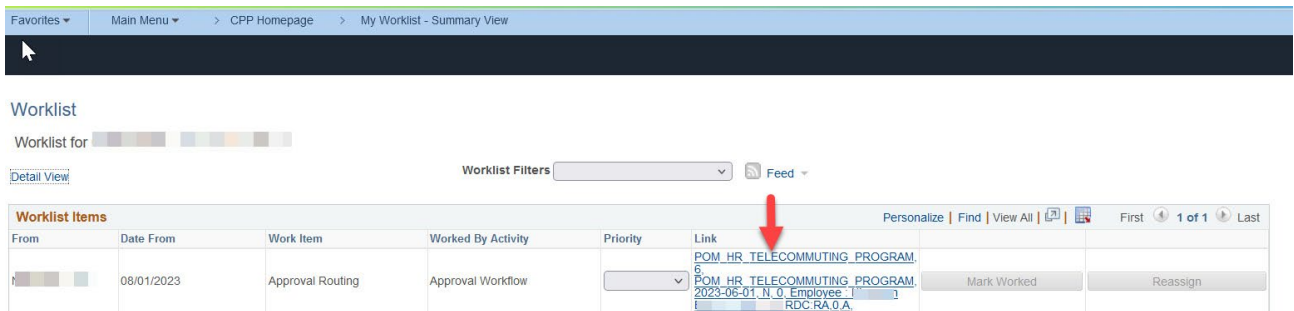 Favorites Main Menu > CPP Homepage > My Worklist - Summary View
Worklist
Worklist for
Detail View Worklist Filters Feed
Worklist Items Personalize | Find | View All | | First 1 of 1 Last
From Date From Work Item Worked By Activity Priority Link
POM_HR_TELECOMMUTING_PROGRAM,
6,
08/01/2023 Approval Routing Approval Workflow POM_HR_TELECOMMUTING_PROGRAM, Mark Worked Reassign
2023-06-01, N, 0, Employee :
RDC:RA,0,A,